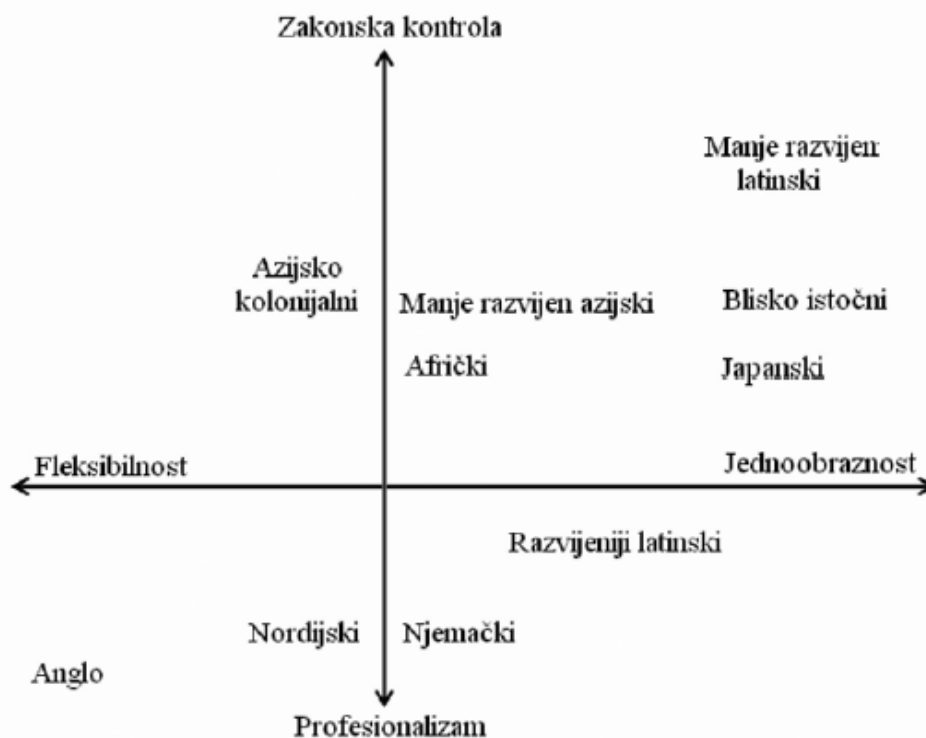 Zakonska kontrola
Manje razvijen
latinski
Azijsko
kolonijalni
Manje razvijen azijski
Blisko istočni
Afrički
Japanski
Fleksibilnost
Jednoobraznost
Razvijeniji latinski
Nordijski
Njemački
Anglo
Profesionalizam